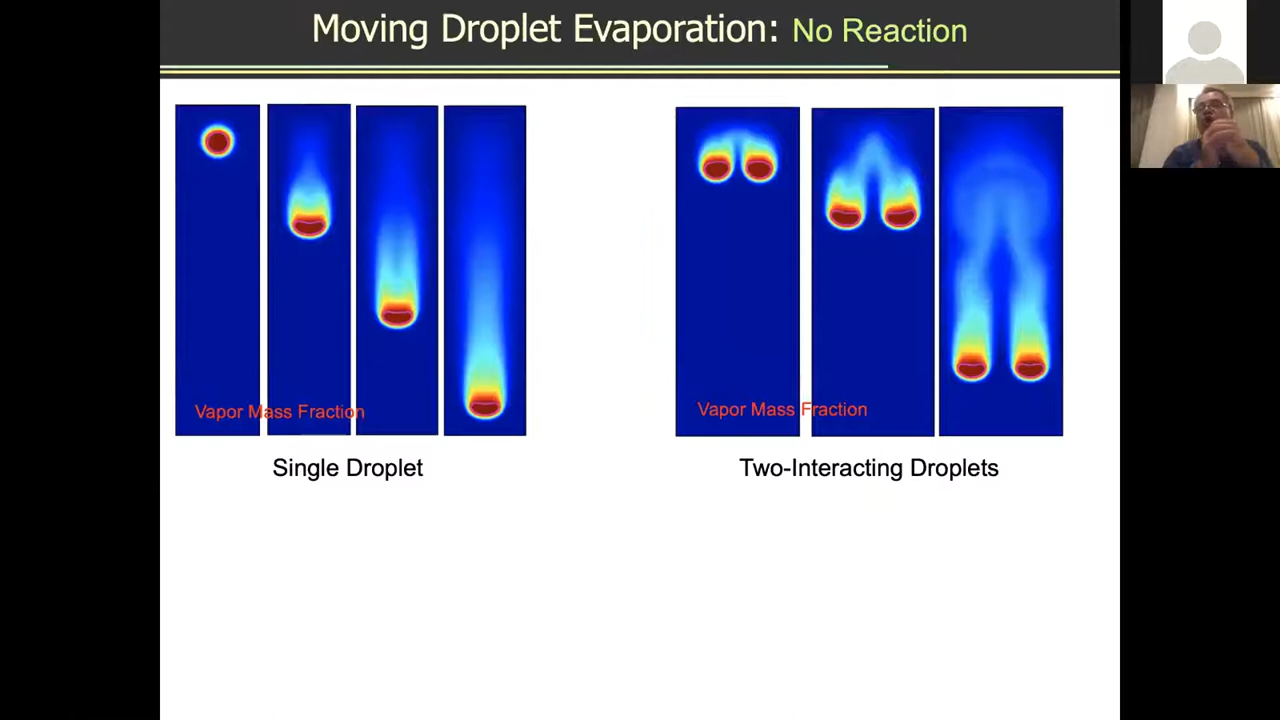 Moving Droplet Evaporation: No Reaction
Vapor Mass Fraction
Vapor Mass Fraction
Single Droplet
Two-Interacting Droplets